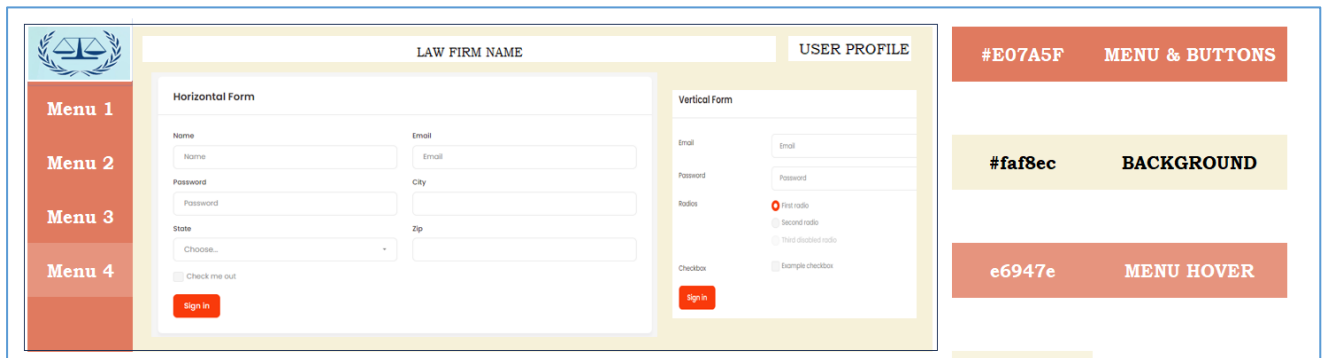 LAW FIRM NAME
USER PROFILE
Menu 1
Menu 2
Menu 3
Menu 4
Horizontal Form
Name
Email
Name
Email
Password
City
Password
State
Zip
Choose...
Check me out
Sign in
Vertical Form
Email
Email
Password
Password
Radios
First radio
Second radio
Third disabled radio
Checkbox
Example checkbox
Sign in
#E07A5F MENU & BUTTONS
#faf8ec BACKGROUND
e6947e MENU HOVER